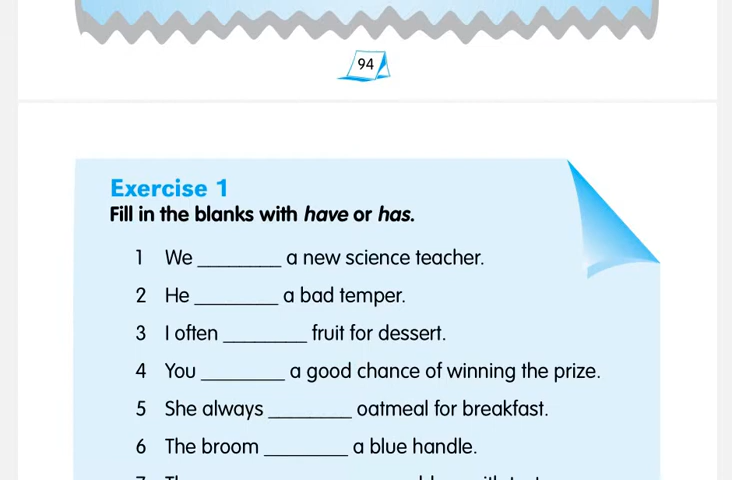 94
Exercise 1
Fill in the blanks with have or has.
1 We ________ a new science teacher.
2 He ________ a bad temper.
3 I often ________ fruit for dessert.
4 You ________ a good chance of winning the prize.
5 She always ________ oatmeal for breakfast.
6 The broom ________ a blue handle.